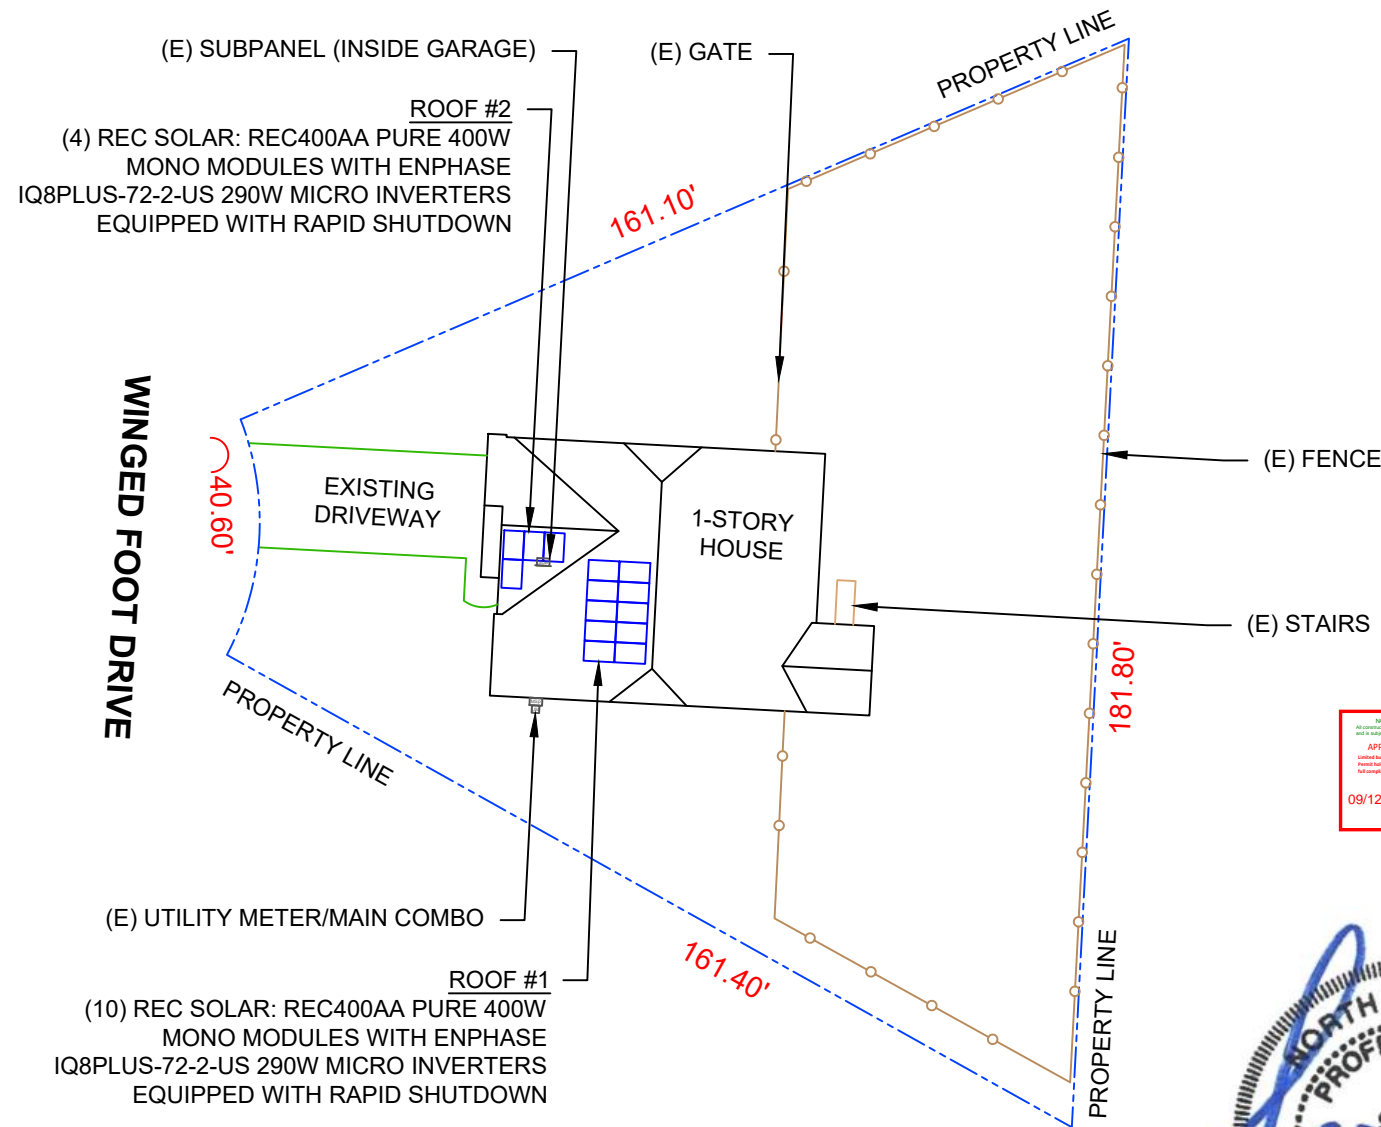 (E) SUBPANEL (INSIDE GARAGE)
(E) GATE
PROPERTY LINE
ROOF #2
(4) REC SOLAR: REC400AA PURE 400W
MONO MODULES WITH ENPHASE
IQ8PLUS-72-2-US 290W MICRO INVERTERS
EQUIPPED WITH RAPID SHUTDOWN
161.10'
WINGED FOOT DRIVE
40.60'
EXISTING
DRIVEWAY
1-STORY
HOUSE
(E) FENCE
(E) STAIRS
181.80'
PROPERTY LINE
09/12
(E) UTILITY METER/MAIN COMBO
161.40'
PROPERTY LINE
ROOF #1
(10) REC SOLAR: REC400AA PURE 400W
MONO MODULES WITH ENPHASE
IQ8PLUS-72-2-US 290W MICRO INVERTERS
EQUIPPED WITH RAPID SHUTDOWN
NORTH